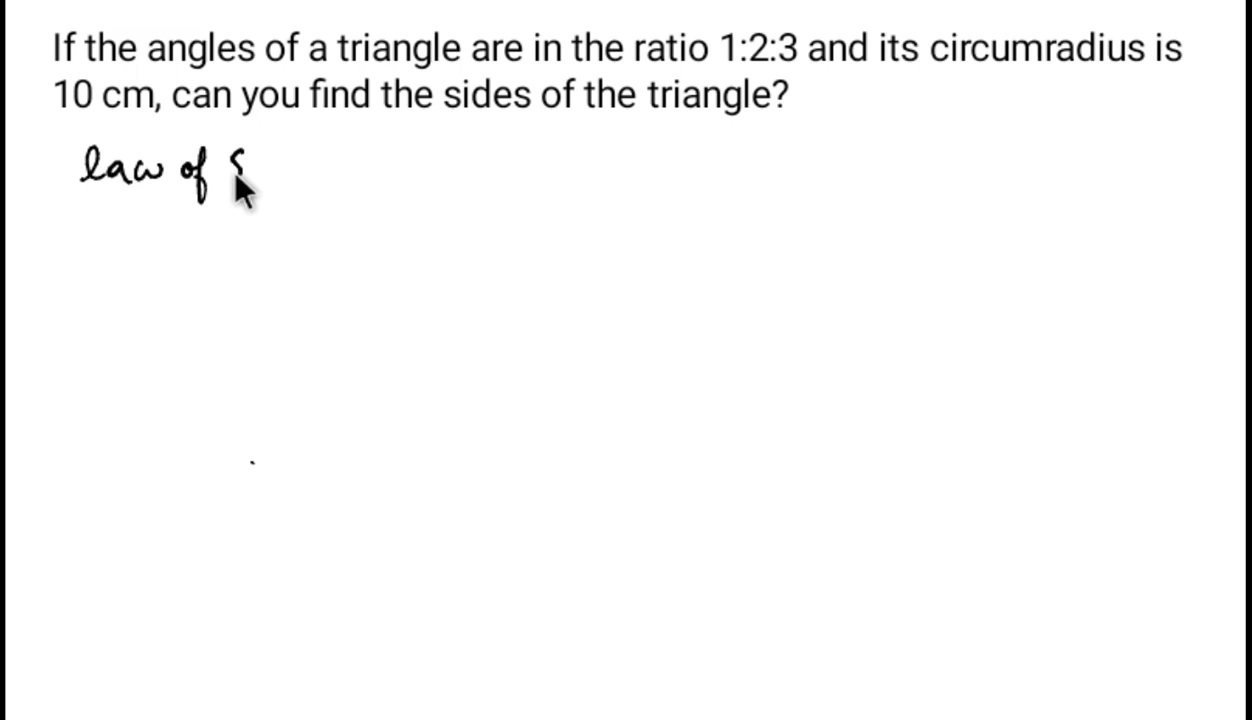 If the angles of a triangle are in the ratio 1:2:3 and its circumradius is
10 cm, can you find the sides of the triangle?
law of s